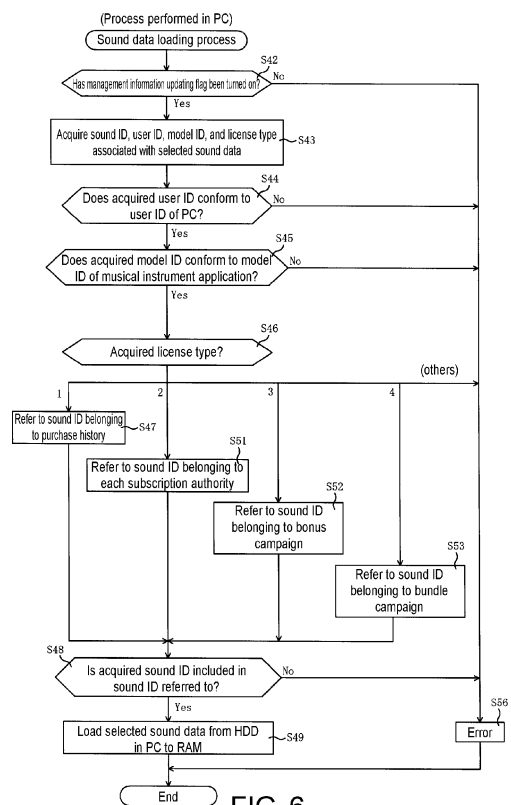 (Process performed in PC)
Sound data loading process
S42
Has management information updating flag been turned on?
No
Yes
Acquire sound ID, user ID, model ID, and license type
associated with selected sound data
S43
S44
Does acquired user ID conform to
user ID of PC?
No
Yes
S45
Does acquired model ID conform to model
ID of musical instrument application?
No
Yes
S46
Acquired license type?
(others)
1
2
3
4
Refer to sound ID belonging
to purchase history
S47
S51
Refer to sound ID belonging to
each subscription authority
S52
Refer to sound ID
belonging to bonus
campaign
S53
Refer to sound ID
belonging to bundle
campaign
S48
Is acquired sound ID included in
sound ID referred to?
No
Yes
S56
Load selected sound data from HDD
in PC to RAM
S49
Error
End
FIG. 6